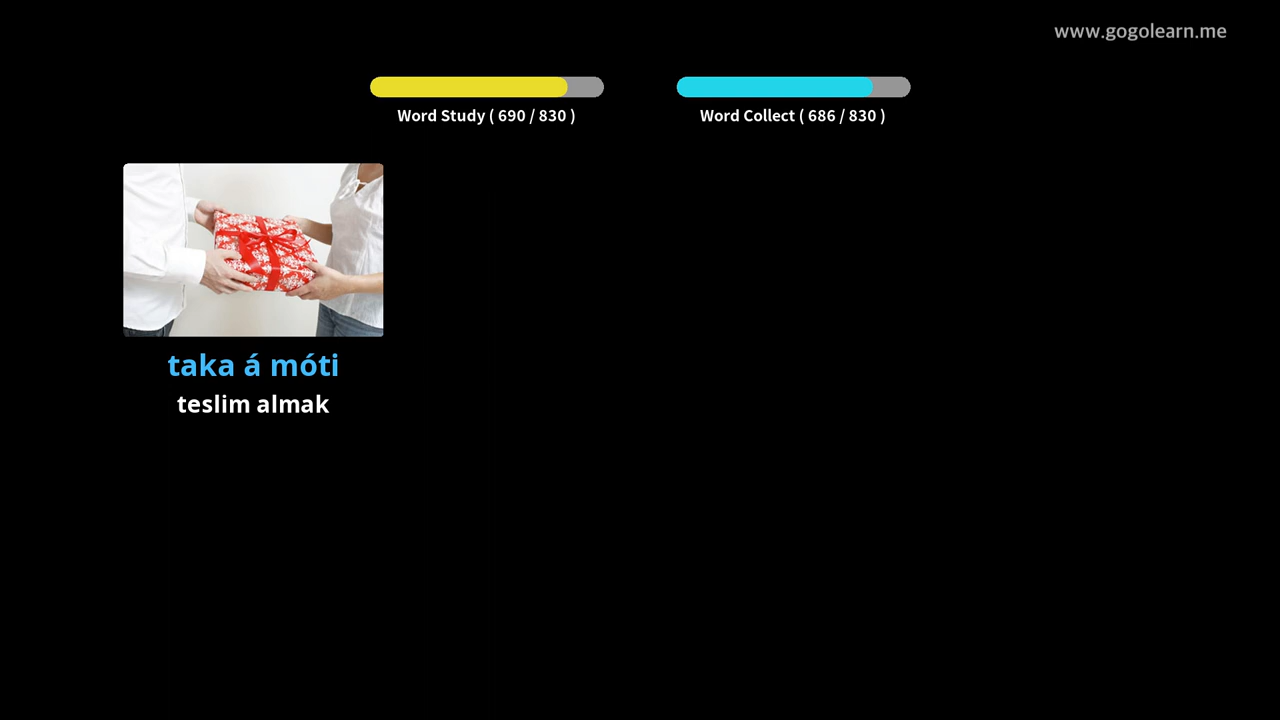 www.gogolearn.me
Word Study ( 690 / 830 )
Word Collect ( 686 / 830 )
taka á móti
teslim almak